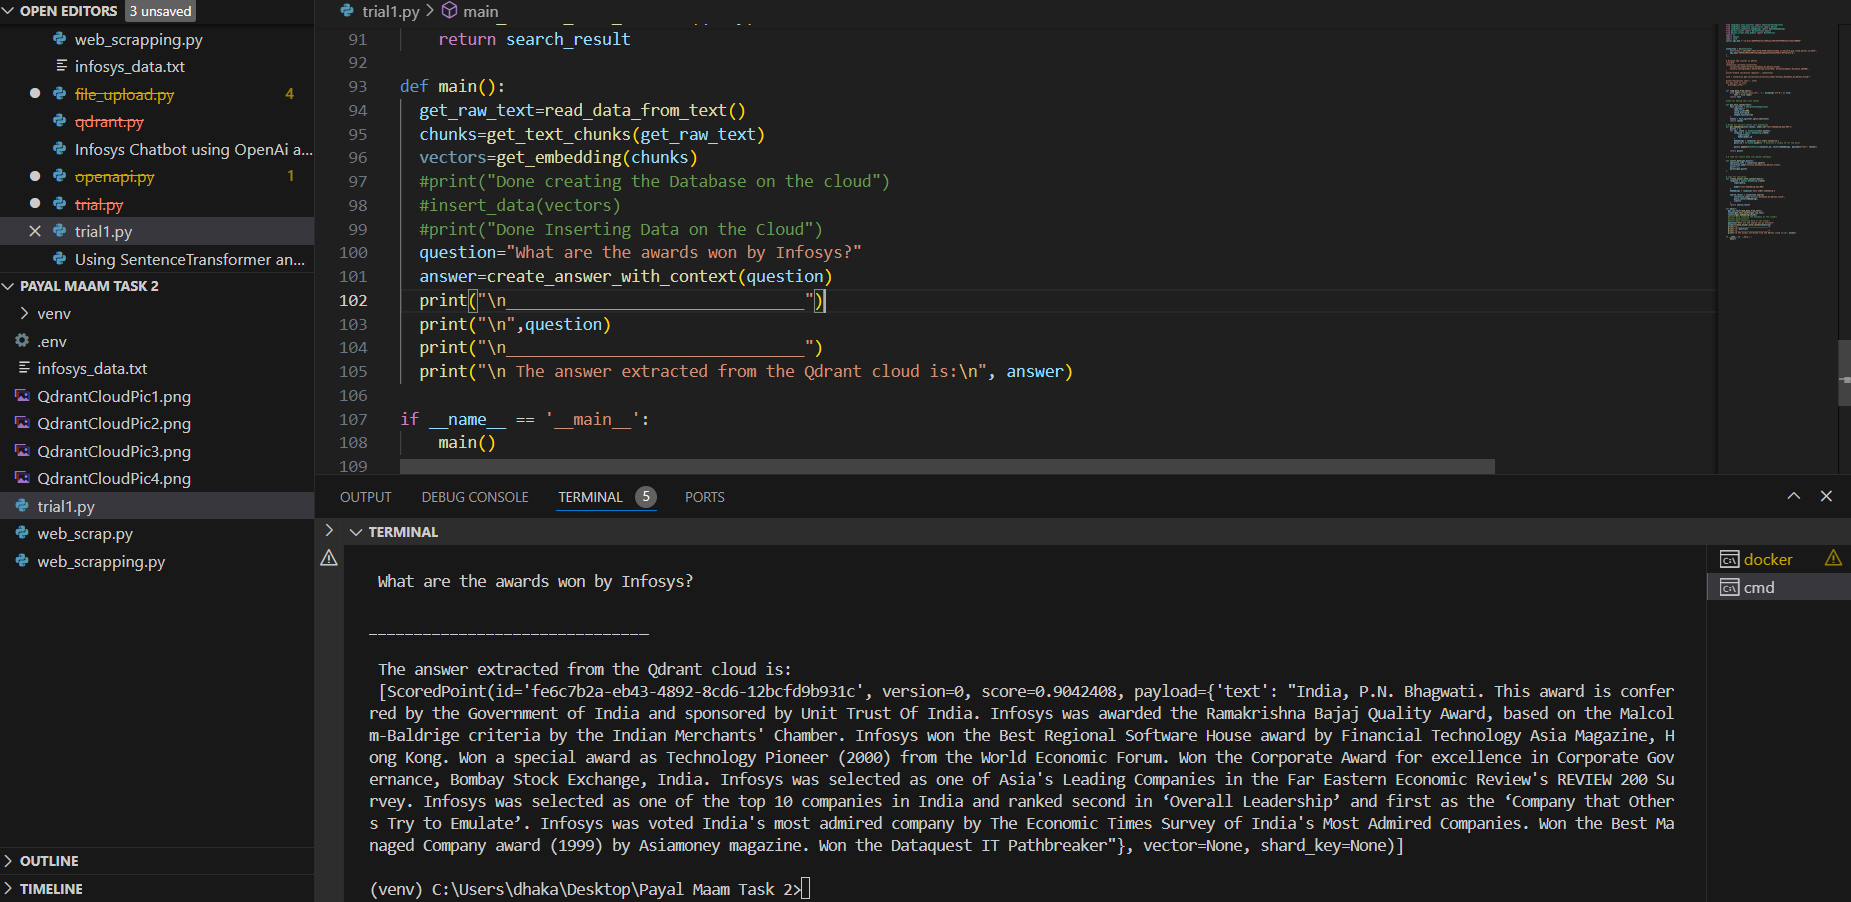 OPEN EDITORS 3 unsaved
web_scrapping.py
infosys_data.txt
file_upload.py 4
qdrant.py
Infosys Chatbot using OpenAi a...
openapi.py 1
trial.py
trial1.py
Using SentenceTransformer an...
PAYAL MAAM TASK 2
venv
.env
infosys_data.txt
QdrantCloudPic1.png
QdrantCloudPic2.png
QdrantCloudPic3.png
QdrantCloudPic4.png
trial1.py
web_scrap.py
web_scrapping.py
OUTLINE
TIMELINE
trial1.py > main
91 return search_result
92
93 def main():
94 get_raw_text=read_data_from_text()
95 chunks=get_text_chunks(get_raw_text)
96 vectors=get_embedding(chunks)
97 #print("Done creating the Database on the cloud")
98 #insert_data(vectors)
99 #print("Done Inserting Data on the Cloud")
100 question="What are the awards won by Infosys?"
101 answer=create_answer_with_context(question)
102 print("\n_______________________________")
103 print("\n",question)
104 print("\n_______________________________")
105 print("\n The answer extracted from the Qdrant cloud is:\n", answer)
106
107 if __name__ == '__main__':
108 main()
109
OUTPUT DEBUG CONSOLE TERMINAL 5 PORTS
TERMINAL
What are the awards won by Infosys?
_______________________________
The answer extracted from the Qdrant cloud is:
[ScoredPoint(id='fe6c7b2a-eb43-4892-8cd6-12bcfd9b931c', version=0, score=0.9042408, payload={'text': "India, P.N. Bhagwati. This award is confer
red by the Government of India and sponsored by Unit Trust Of India. Infosys was awarded the Ramakrishna Bajaj Quality Award, based on the Malcol
m-Baldrige criteria by the Indian Merchants' Chamber. Infosys won the Best Regional Software House award by Financial Technology Asia Magazine, H
ong Kong. Won a special award as Technology Pioneer (2000) from the World Economic Forum. Won the Corporate Award for excellence in Corporate Gov
ernance, Bombay Stock Exchange, India. Infosys was selected as one of Asia's Leading Companies in the Far Eastern Economic Review's REVIEW 200 Su
rvey. Infosys was selected as one of the top 10 companies in India and ranked second in ‘Overall Leadership’ and first as the ‘Company that Other
s Try to Emulate’. Infosys was voted India's most admired company by The Economic Times Survey of India's Most Admired Companies. Won the Best Ma
naged Company award (1999) by Asiamoney magazine. Won the Dataquest IT Pathbreaker"}, vector=None, shard_key=None)]
(venv) C:\Users\dhaka\Desktop\Payal Maam Task 2>
docker
cmd